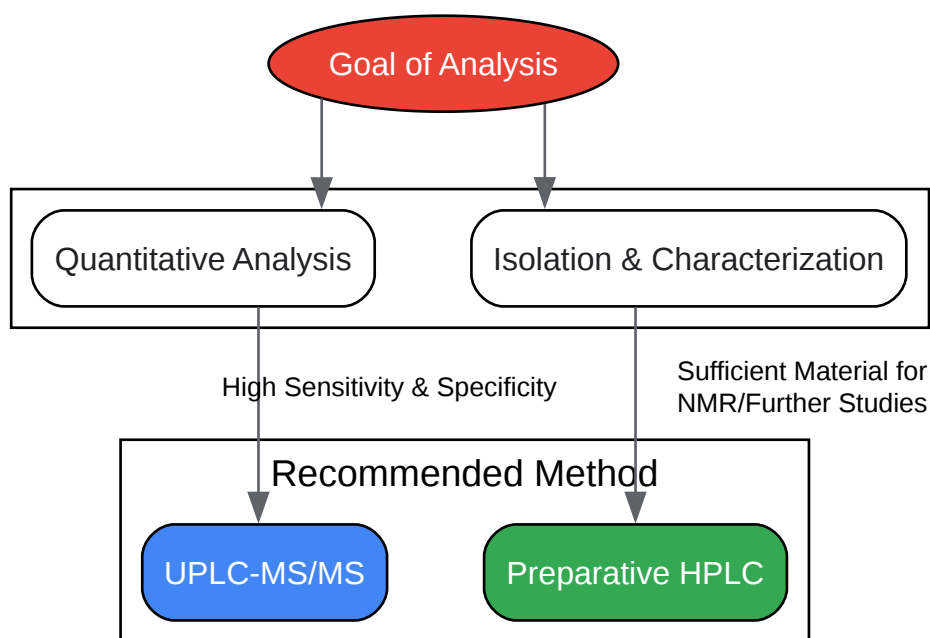 Goal of Analysis
Quantitative Analysis
Isolation & Characterization
High Sensitivity & Specificity
Sufficient Material for
NMR/Further Studies
Recommended Method
UPLC-MS/MS
Preparative HPLC